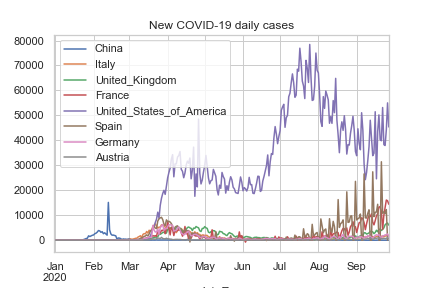 New COVID-19 daily cases
80000
70000
60000
50000
40000
30000
20000
10000
0
China
Italy
United_Kingdom
France
United_States_of_America
Spain
Germany
Austria
Jan Feb Mar Apr May Jun Jul Aug Sep
2020